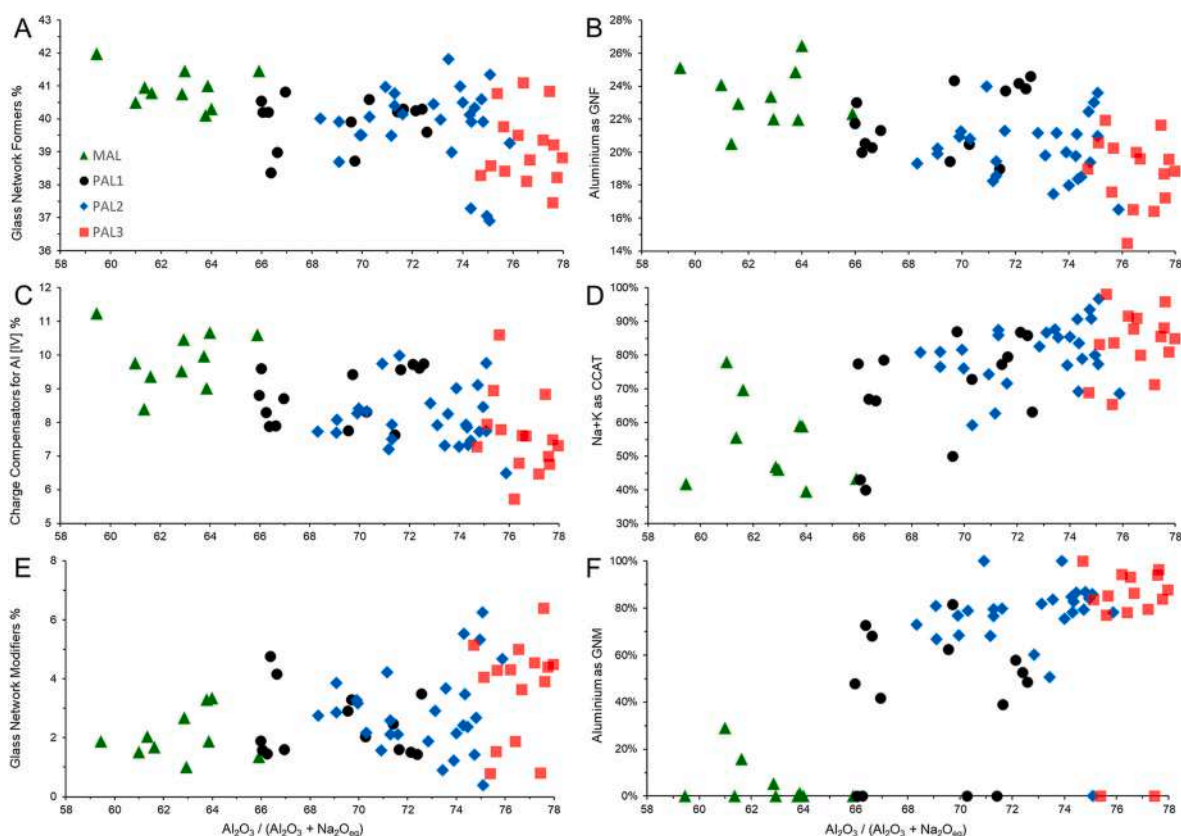 A
Glass Network Formers %
43
42
41
40
39
38
37
36
MAL
PAL1
PAL2
PAL3
58 60 62 64 66 68 70 72 74 76 78
B
Aluminium as GNF
28%
26%
24%
22%
20%
18%
16%
14%
58 60 62 64 66 68 70 72 74 76 78
C
Charge Compensators for Al [IV] %
12
11
10
9
8
7
6
5
58 60 62 64 66 68 70 72 74 76 78
D
Na+K as CCAT
100%
90%
80%
70%
60%
50%
40%
30%
58 60 62 64 66 68 70 72 74 76 78
E
Glass Network Modifiers %
8
6
4
2
0
58 60 62 64 66 68 70 72 74 76 78
Al₂O₃ / (Al₂O₃ + Na₂Oₑq)
F
Aluminium as GNM
100%
80%
60%
40%
20%
0%
58 60 62 64 66 68 70 72 74 76 78
Al₂O₃ / (Al₂O₃ + Na₂Oₑq)